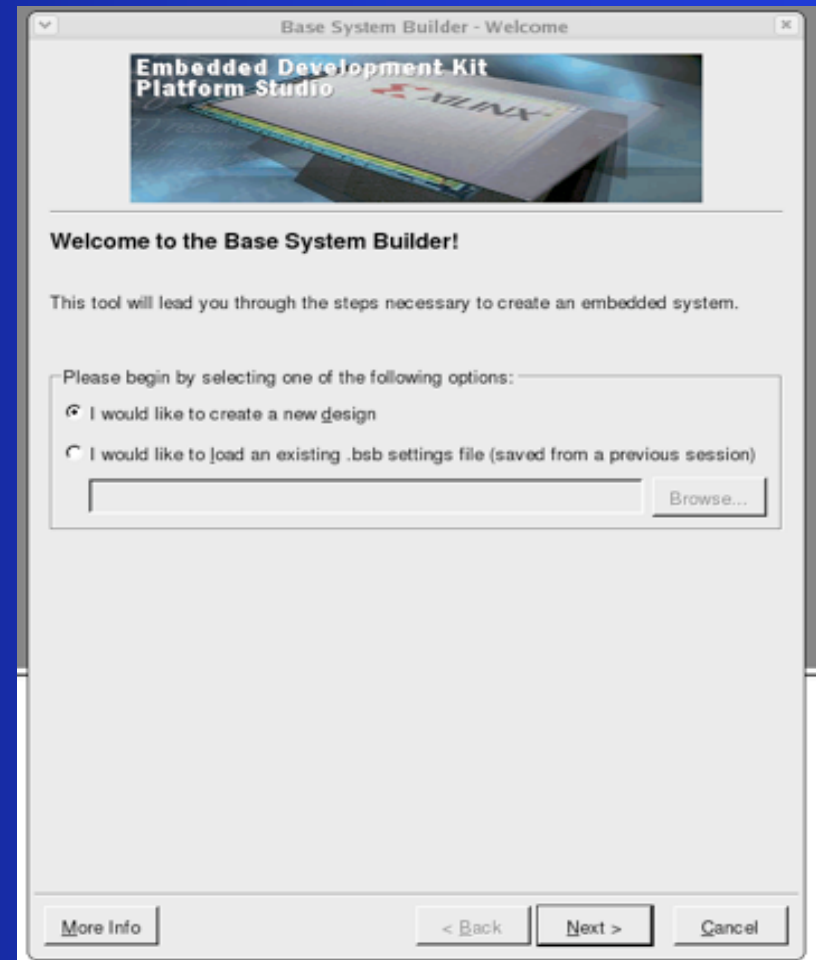 Base System Builder - Welcome
Embedded Development Kit
Platform Studio
XILINX
Welcome to the Base System Builder!
This tool will lead you through the steps necessary to create an embedded system.
Please begin by selecting one of the following options:
I would like to create a new design
I would like to load an existing .bsb settings file (saved from a previous session)
Browse...
More Info
< Back
Next >
Cancel